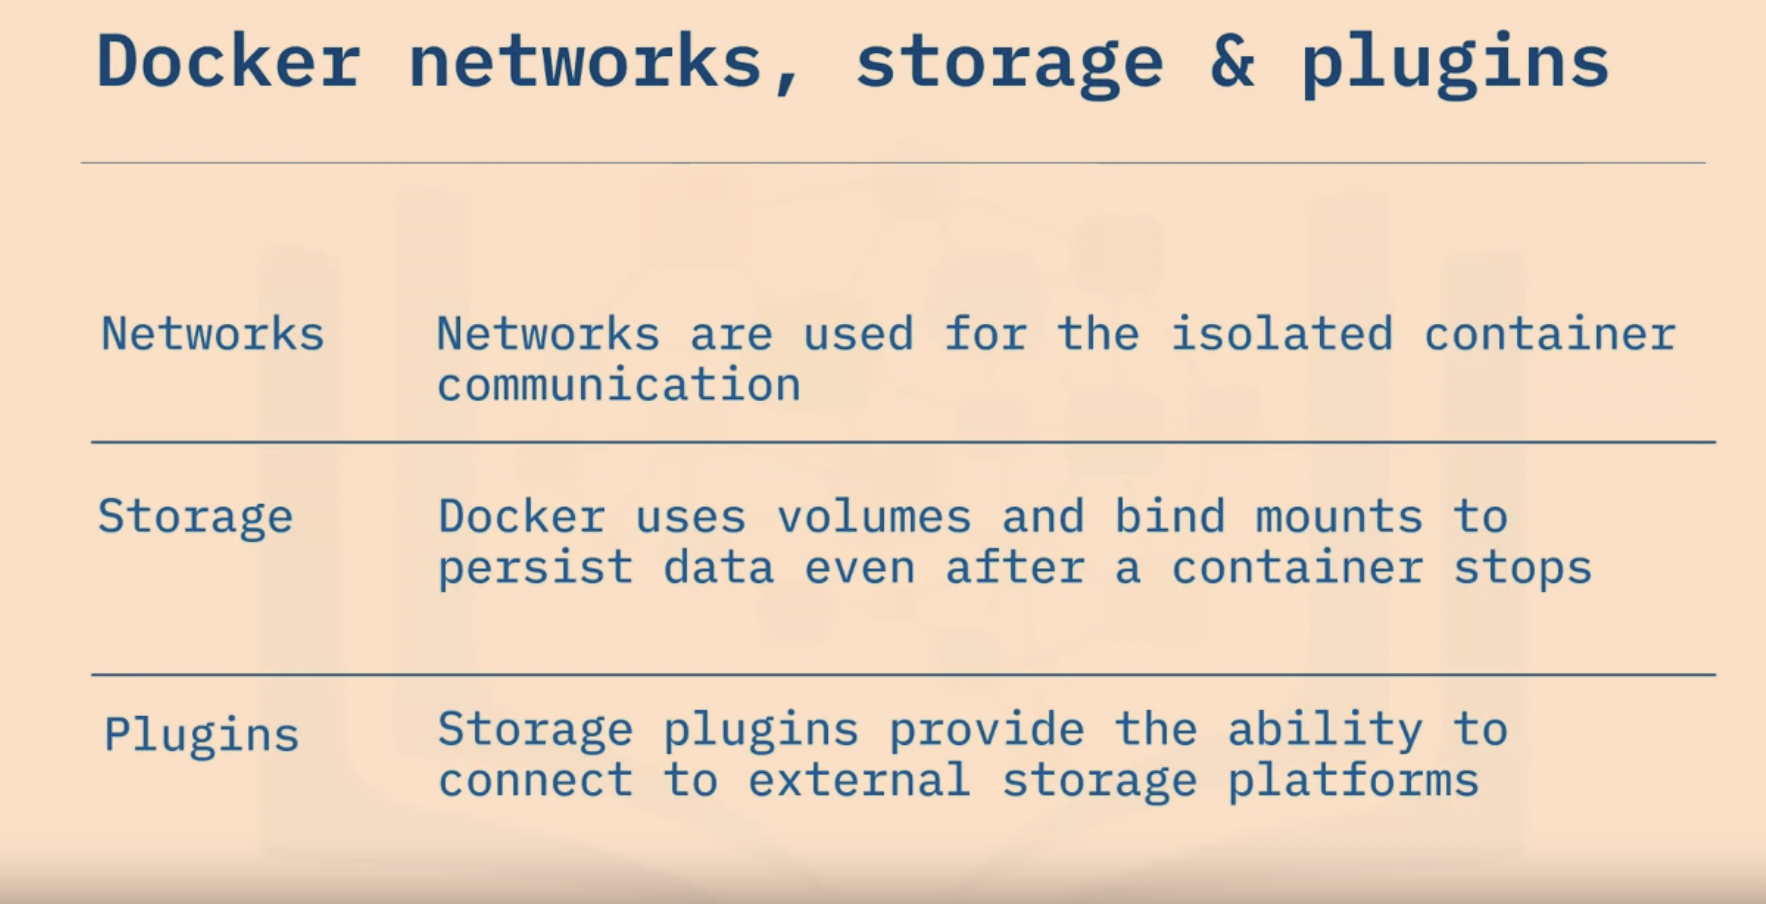 Docker networks, storage & plugins
Networks
Networks are used for the isolated container
communication
Storage
Docker uses volumes and bind mounts to
persist data even after a container stops
Plugins
Storage plugins provide the ability to
connect to external storage platforms